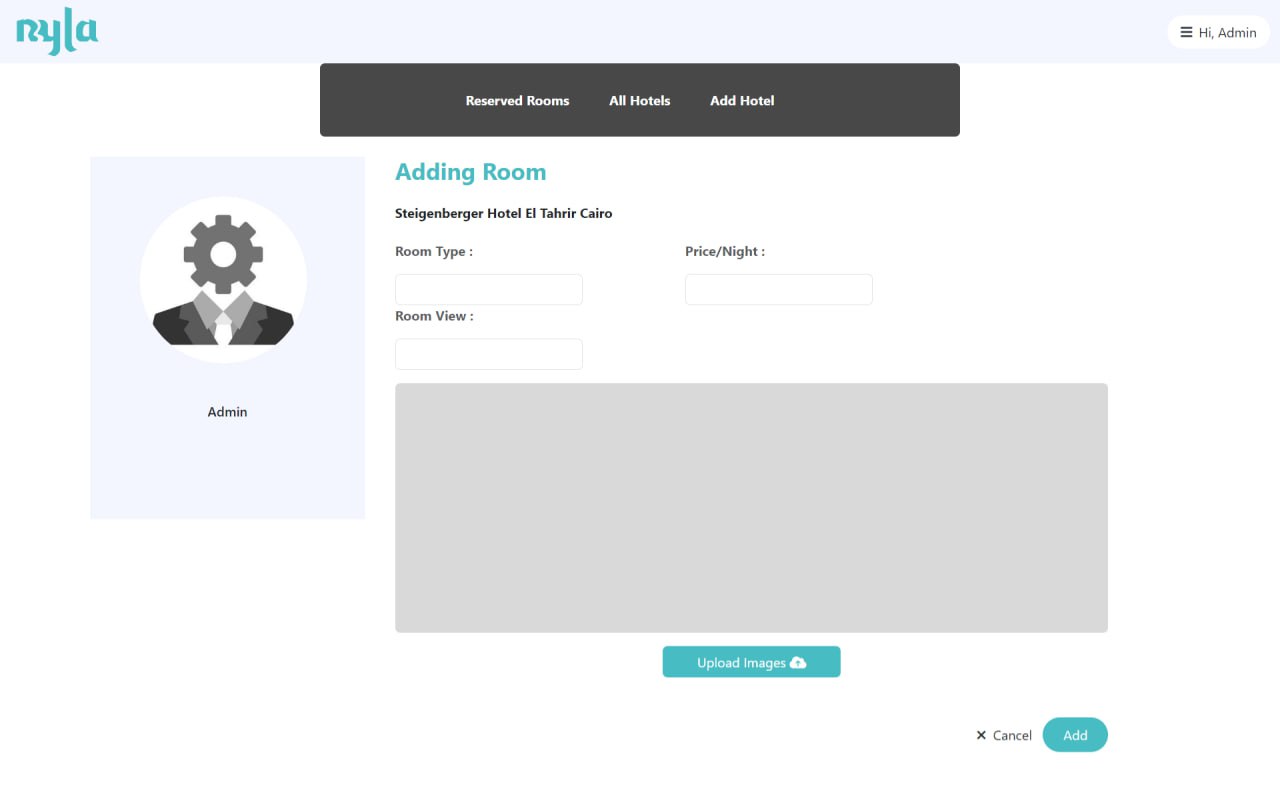 nyla
Hi, Admin
Reserved Rooms All Hotels Add Hotel
Adding Room
Steigenberger Hotel El Tahrir Cairo
Room Type : Price/Night :
Room View :
Admin
Upload Images
Cancel Add